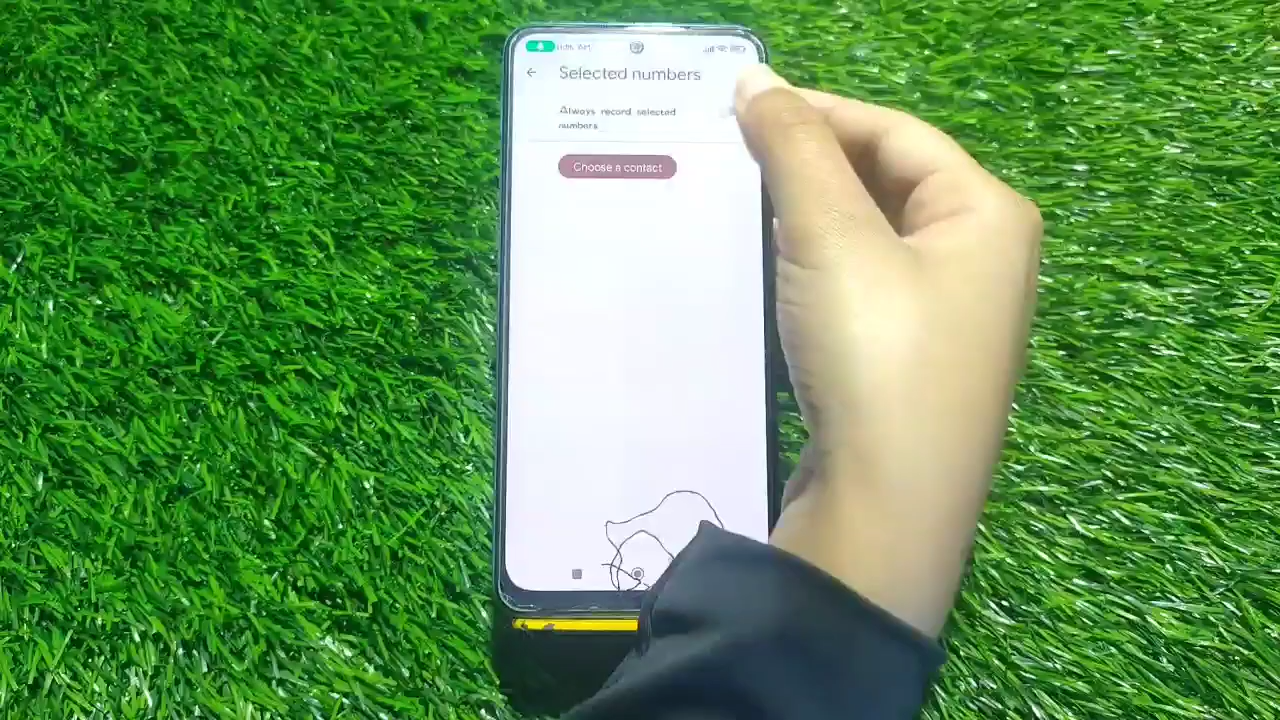 Selected numbers
Always record selected
numbers
Choose a contact